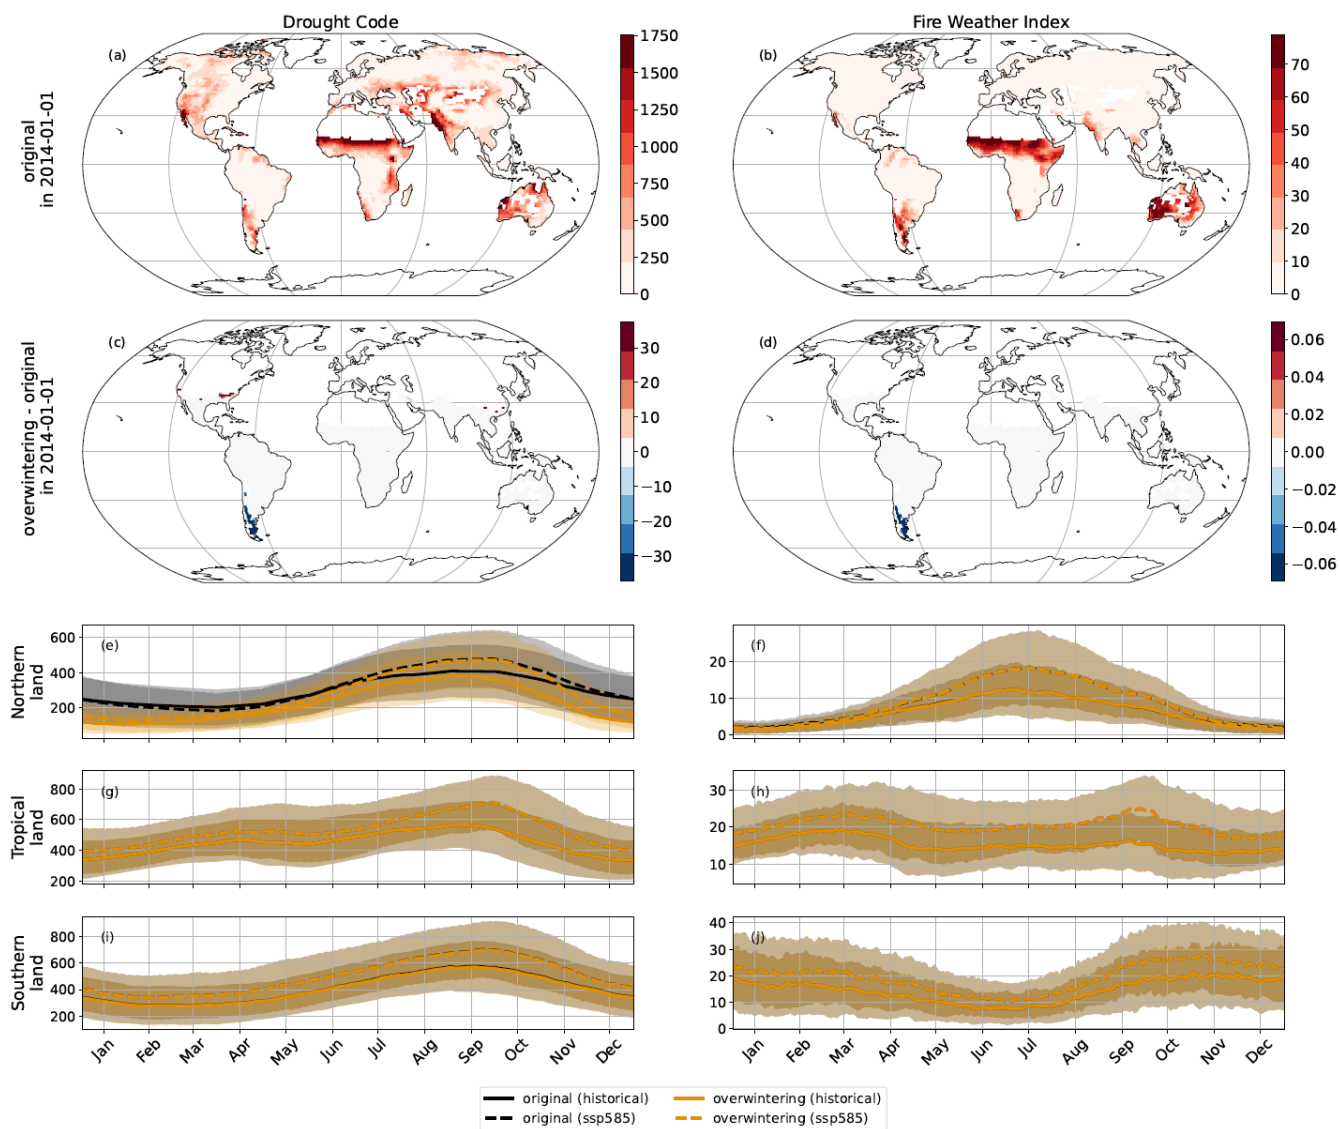 Drought Code
Fire Weather Index
original
in 2014-01-01
(a)
1750
1500
1250
1000
750
500
250
0
(b)
70
60
50
40
30
20
10
0
overwintering - original
in 2014-01-01
(c)
30
20
10
0
−10
−20
−30
(d)
0.06
0.04
0.02
0.00
−0.02
−0.04
−0.06
Northern
land
(e)
600
400
200
(f)
20
10
0
Tropical
land
(g)
800
600
400
200
(h)
30
20
10
Southern
land
(i)
800
600
400
200
(j)
40
30
20
10
0
Jan Feb Mar Apr May Jun Jul Aug Sep Oct Nov Dec
Jan Feb Mar Apr May Jun Jul Aug Sep Oct Nov Dec
original (historical)
original (ssp585)
overwintering (historical)
overwintering (ssp585)